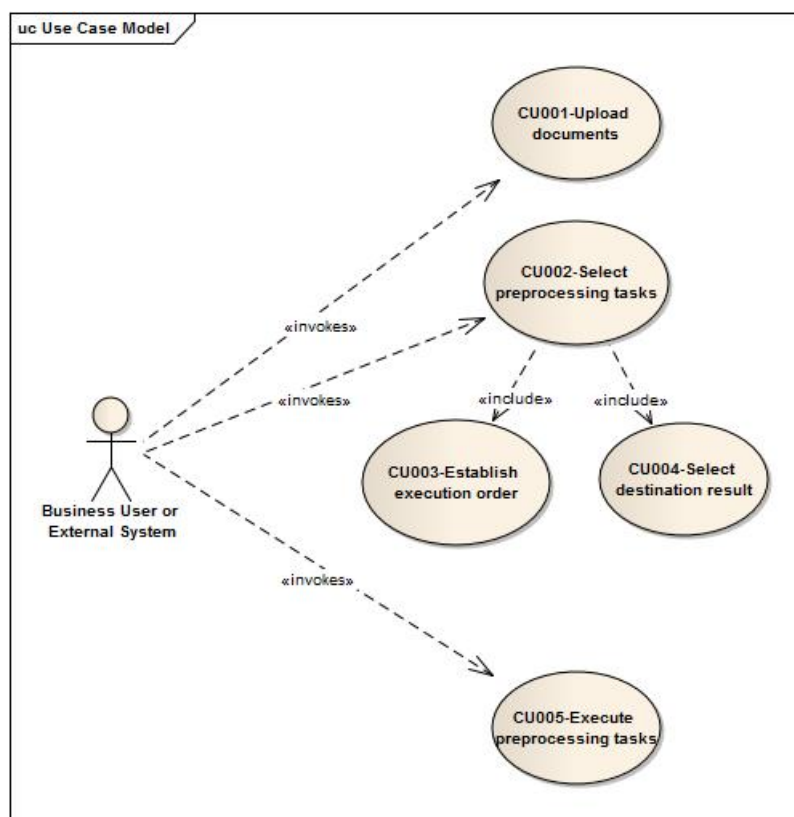 uc Use Case Model
CU001-Upload
documents
CU002-Select
preprocessing tasks
«invokes»
«invokes»
«include»
«include»
CU003-Establish
execution order
CU004-Select
destination result
Business User or
External System
«invokes»
CU005-Execute
preprocessing tasks